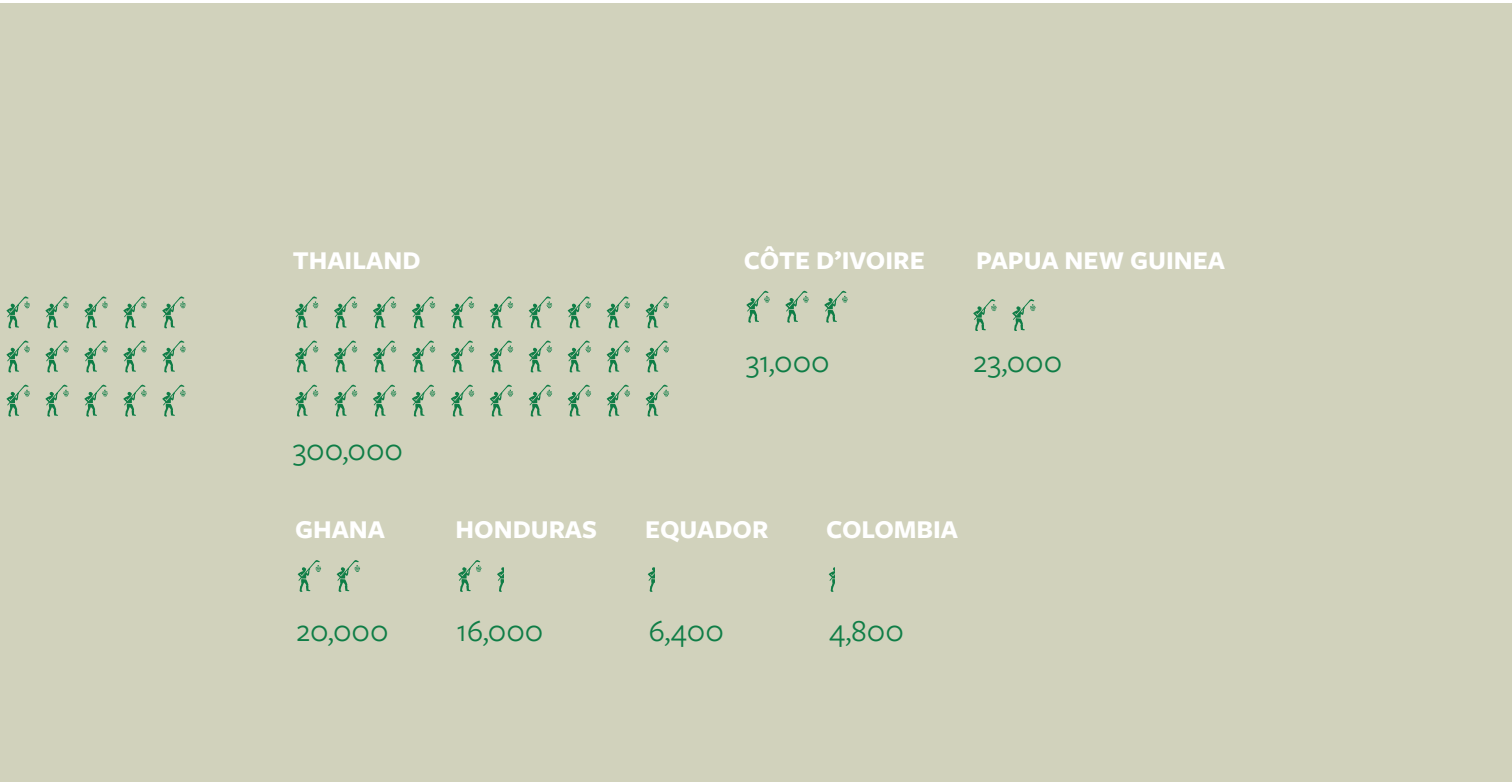 THAILAND
CÔTE D’IVOIRE
PAPUA NEW GUINEA
31,000
23,000
300,000
GHANA
HONDURAS
EQUADOR
COLOMBIA
20,000
16,000
6,400
4,800